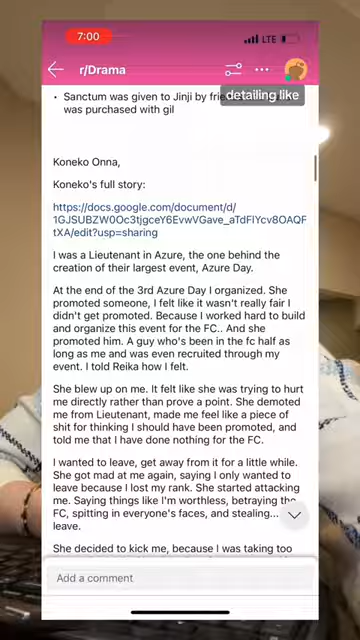 7:00
LTE
r/Drama
• Sanctum was given to Jinji by
detailing like
was purchased with gil
Koneko Onna,
Koneko's full story:
https://docs.google.com/document/d/
1GJSUBZW0Oc3tjgceY6EvwVGave_aTdFIYcv8OAQF
tXA/edit?usp=sharing
I was a Lieutenant in Azure, the one behind the
creation of their largest event, Azure Day.
At the end of the 3rd Azure Day I organized. She
promoted someone, I felt like it wasn't really fair I
didn't get promoted. Because I worked hard to build
and organize this event for the FC.. And she
promoted him. A guy who's been in the fc half as
long as me and was even recruited through my
event. I told Reika how I felt.
She blew up on me. It felt like she was trying to hurt
me directly rather than prove a point. She demoted
me from Lieutenant, made me feel like a piece of
shit for thinking I should have been promoted, and
told me that I have done nothing for the FC.
I wanted to leave, get away from it for a little while.
She got mad at me again, saying I only wanted to
leave because I lost my rank. She started attacking
me. Saying things like I'm worthless, betraying the
FC, spitting in everyone's faces, and stealing...
leave.
She decided to kick me, because I was taking too
Add a comment